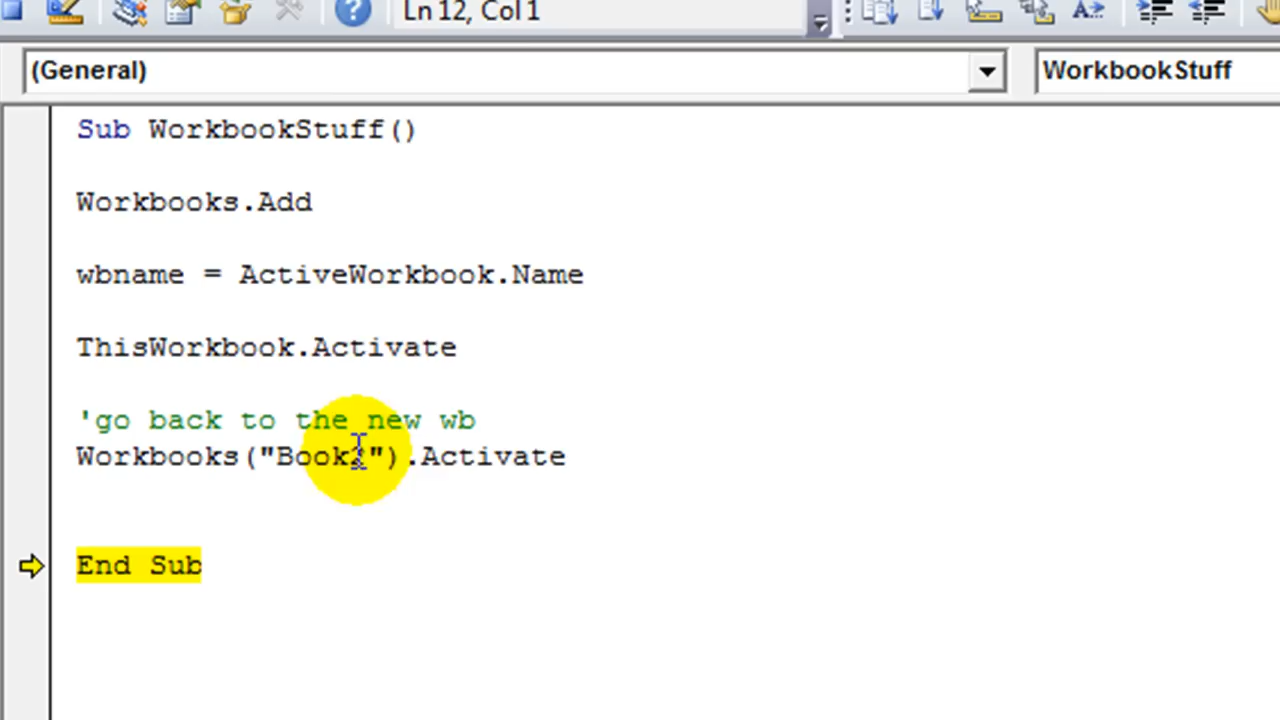 Ln 12, Col 1
(General)
WorkbookStuff
Sub WorkbookStuff()
Workbooks.Add
wbname = ActiveWorkbook.Name
ThisWorkbook.Activate
'go back to the new wb
Workbooks("Book2").Activate
End Sub